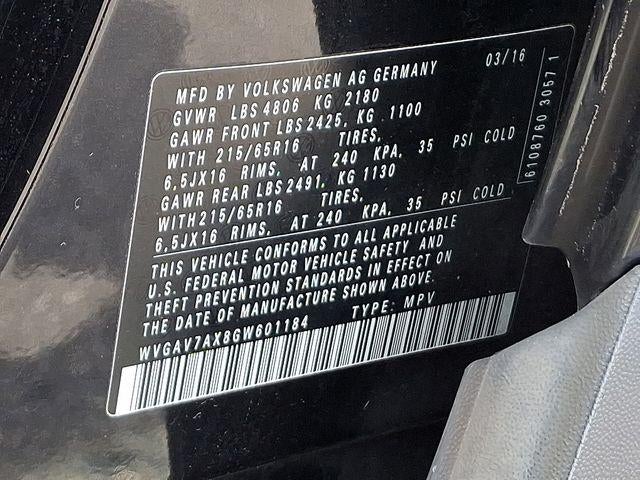 MFD BY VOLKSWAGEN AG GERMANY 03/16
GVWR LBS 4806 KG 2180
GAWR FRONT LBS 2425, KG 1100
WITH 215/65R16 TIRES,
6,5JX16 RIMS, AT 240 KPA, 35 PSI COLD
GAWR REAR LBS 2491, KG 1130
WITH 215/65R16 TIRES,
6,5JX16 RIMS, AT 240 KPA, 35 PSI COLD
THIS VEHICLE CONFORMS TO ALL APPLICABLE
U.S. FEDERAL MOTOR VEHICLE SAFETY AND
THEFT PREVENTION STANDARDS IN EFFECT ON
THE DATE OF MANUFACTURE SHOWN ABOVE.
WVGAV7AX8GW601184 TYPE: MPV
6108760 3057 1